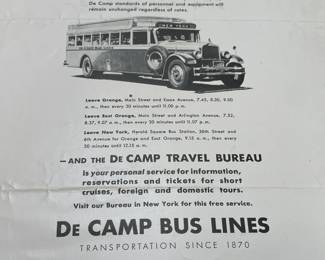 De Camp standards of personnel and equipment will
remain unchanged regardless of rates.
NEW YORK
DE CAMP BUS LINES
Leave Orange, Main Street and Essex Avenue, 7.45, 8.30, 9.00
a. m., then every 30 minutes until 11.00 p. m.
Leave East Orange, Main Street and Arlington Avenue, 7.52,
8.37, 9.07 a. m., then every 30 minutes until 11.07 p. m.
Leave New York, Herald Square Bus Station, 36th Street and
6th Avenue for Orange and East Orange, 9.15 a. m., then every
30 minutes until 12.15 a. m.
—AND THE DE CAMP TRAVEL BUREAU
is your personal service for information,
reservations and tickets for short
cruises, foreign and domestic tours.
Visit our Bureau in New York for this free service.
DE CAMP BUS LINES
TRANSPORTATION SINCE 1870